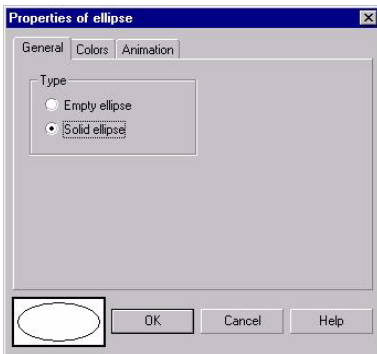 Properties of ellipse
General Colors Animation
Type
Empty ellipse
Solid ellipse
OK Cancel Help